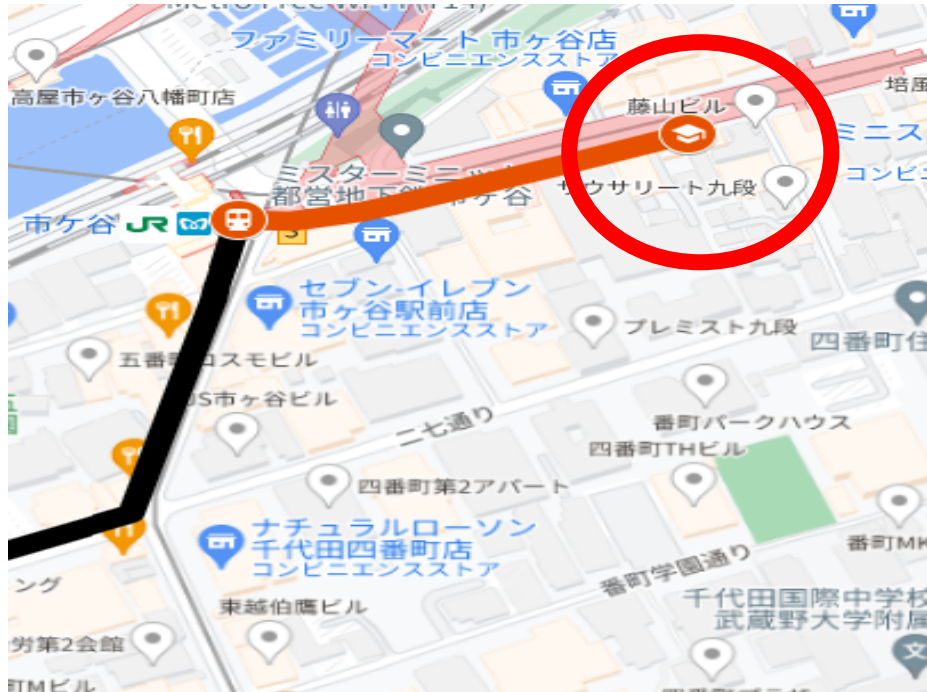 Metro Free Wi-Fi (Y14)
ファミリーマート 市ヶ谷店
コンビニエンスストア
高屋市ヶ谷八幡町店
藤山ビル
培風
ミニス
コンビニ
ミスターミニット
都営地下鉄市ケ谷
サウサリート九段
市ケ谷 JR
3
セブン-イレブン
市ヶ谷駅前店
コンビニエンスストア
プレミスト九段
四番町住
五番町コスモビル
US市ヶ谷ビル
番町パークハウス
二七通り
四番町THビル
四番町第2アパート
ナチュラルローソン
千代田四番町店
コンビニエンスストア
番町MK
番町学園通り
ング
千代田国際中学校
武蔵野大学附属
東越伯鷹ビル
労第2会館
町Mビル